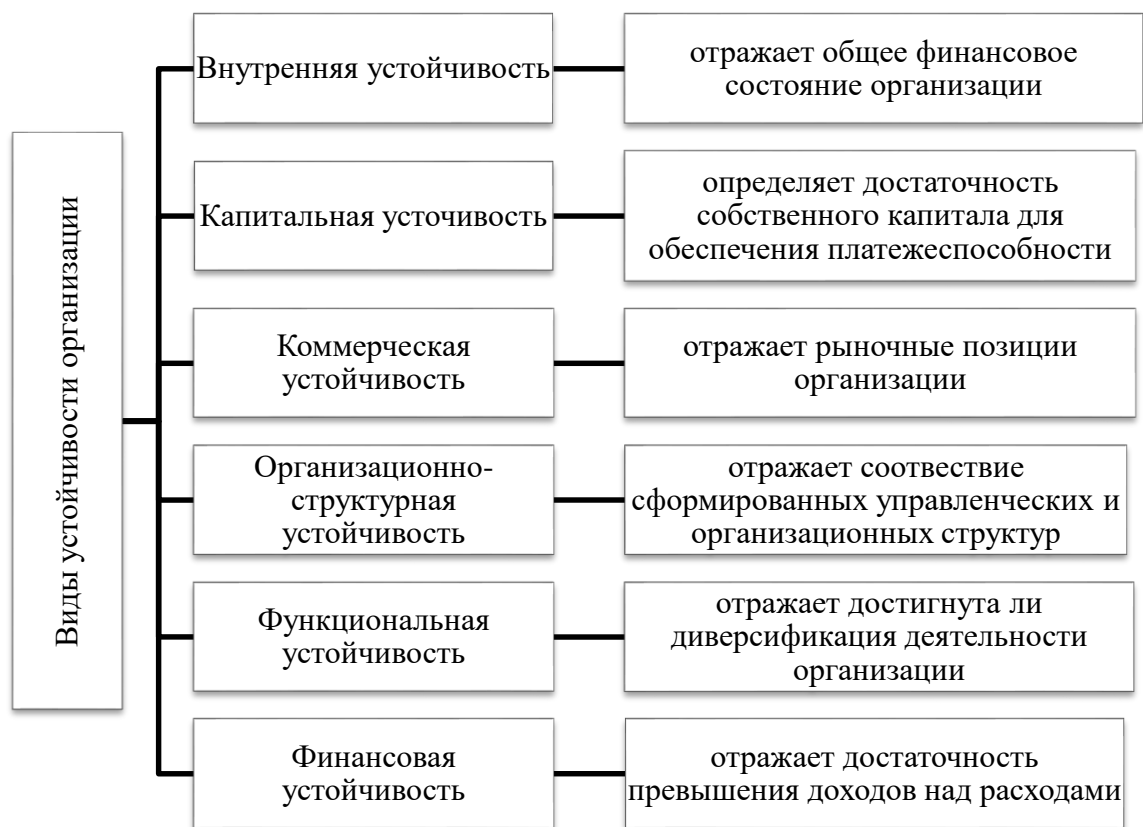 Виды устойчивости организации
Внутренняя устойчивость
отражает общее финансовое
состояние организации
Капитальная усточивость
определяет достаточность
собственного капитала для
обеспечения платежеспособности
Коммерческая
устойчивость
отражает рыночные позиции
организации
Организационно-
структурная
устойчивость
отражает соотвествие
сформированных управленческих и
организационных структур
Функциональная
устойчивость
отражает достигнута ли
диверсификация деятельности
организации
Финансовая
устойчивость
отражает достаточность
превышения доходов над расходами